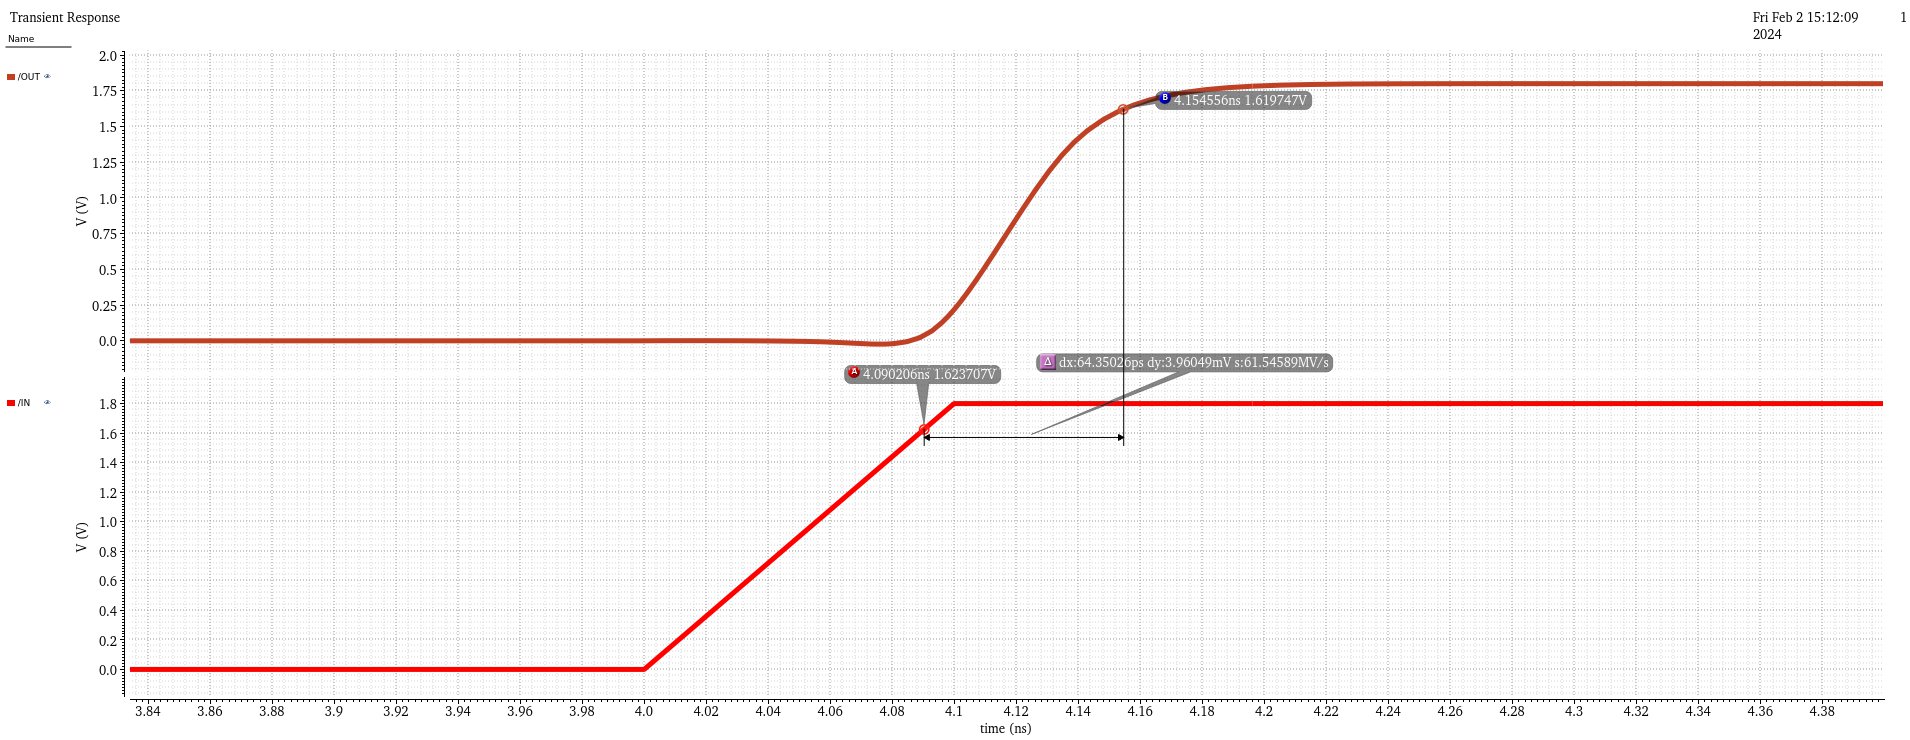 Transient Response
Fri Feb 2 15:12:09 1
2024
Name
/OUT
2.0
1.75
1.5
1.25
1.0
0.75
0.5
0.25
0.0
V (V)
B 4.154556ns 1.619747V
Δ dx:64.35026ps dy:3.96049mV s:61.54589MV/s
A 4.090206ns 1.623707V
/IN
1.8
1.6
1.4
1.2
1.0
0.8
0.6
0.4
0.2
0.0
V (V)
3.84 3.86 3.88 3.9 3.92 3.94 3.96 3.98 4.0 4.02 4.04 4.06 4.08 4.1 4.12 4.14 4.16 4.18 4.2 4.22 4.24 4.26 4.28 4.3 4.32 4.34 4.36 4.38
time (ns)